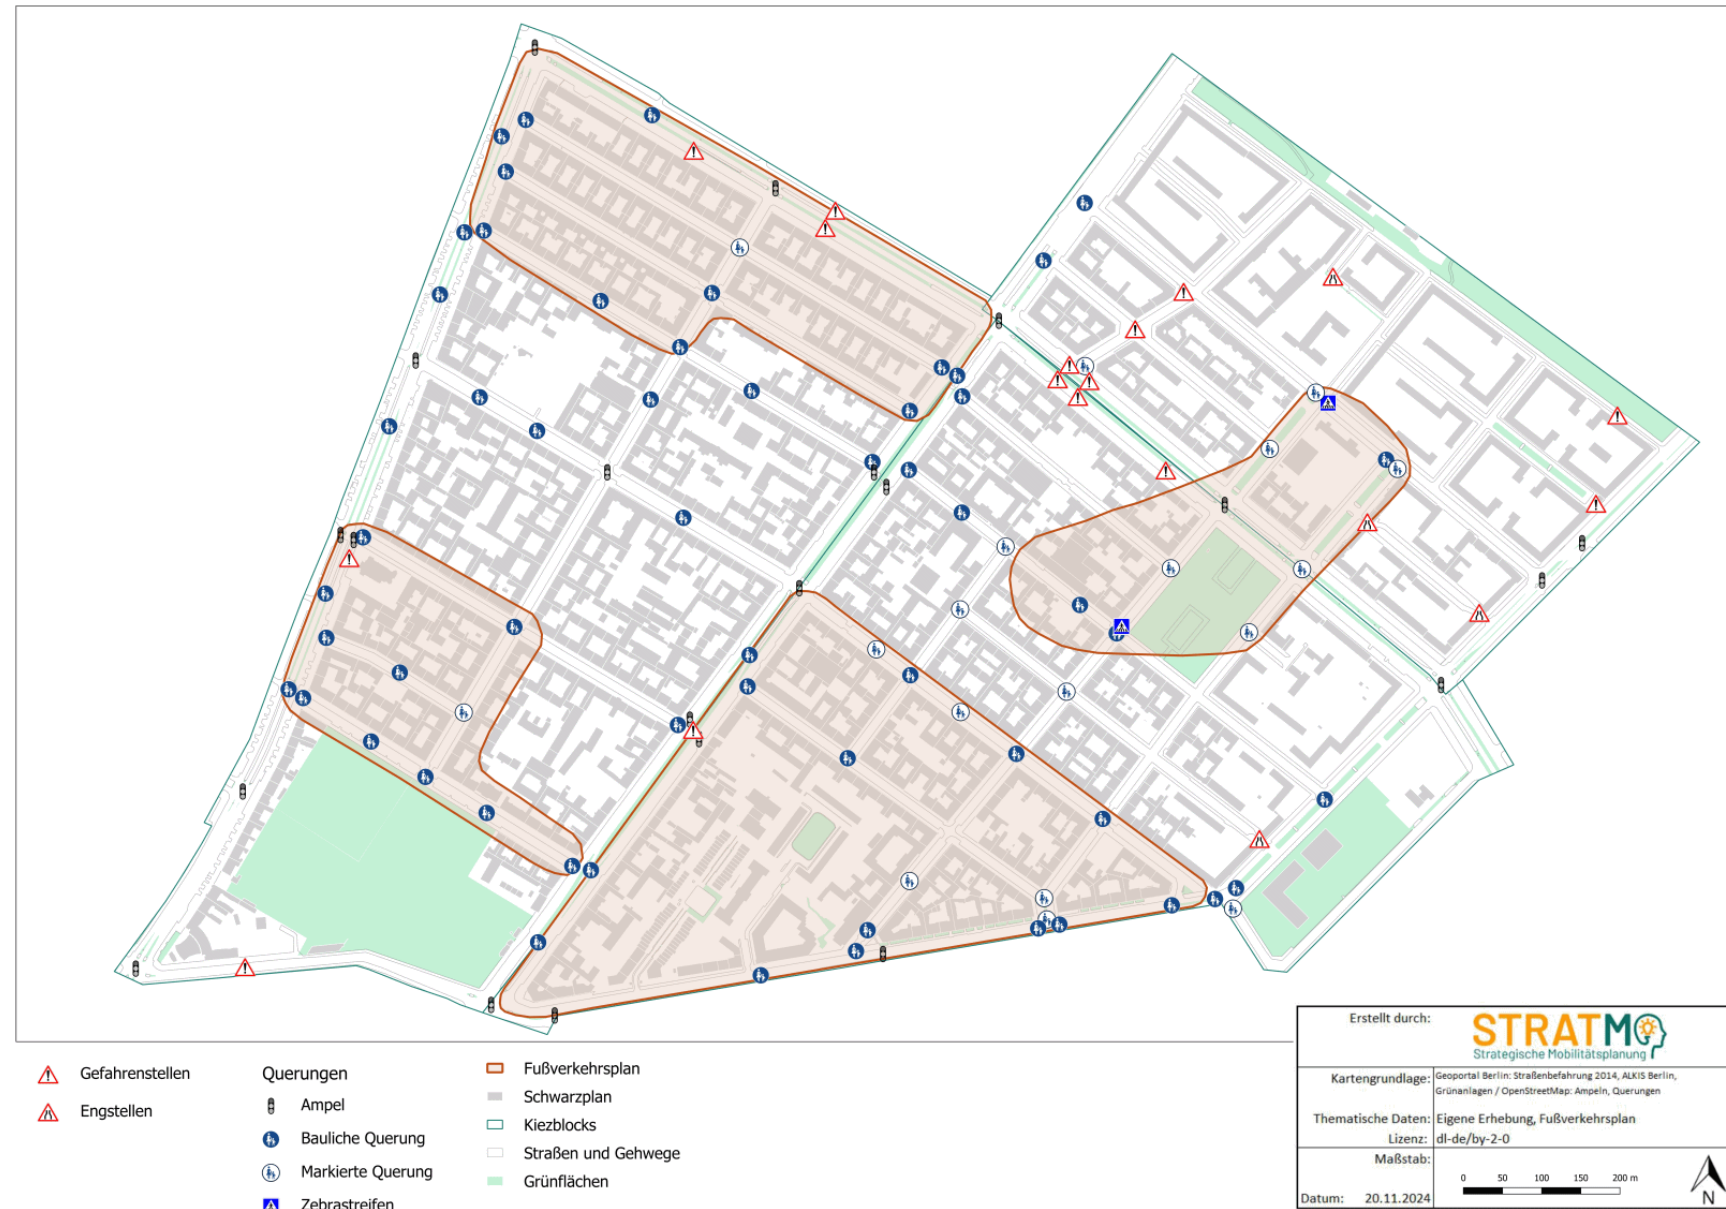 Gefahrenstellen
Engstellen
Querungen
Ampel
Bauliche Querung
Markierte Querung
Zebrastreifen
Fußverkehrsplan
Schwarzplan
Kiezblocks
Straßen und Gehwege
Grünflächen
Erstellt durch:
STRATMO
Strategische Mobilitätsplanung
Kartengrundlage: Geoportal Berlin: Straßenbefahrung 2014, ALKIS Berlin,
Grünanlagen / OpenStreetMap: Ampeln, Querungen
Thematische Daten: Eigene Erhebung, Fußverkehrsplan
Lizenz: dl-de/by-2-0
Maßstab:
0 50 100 150 200 m
Datum: 20.11.2024
N